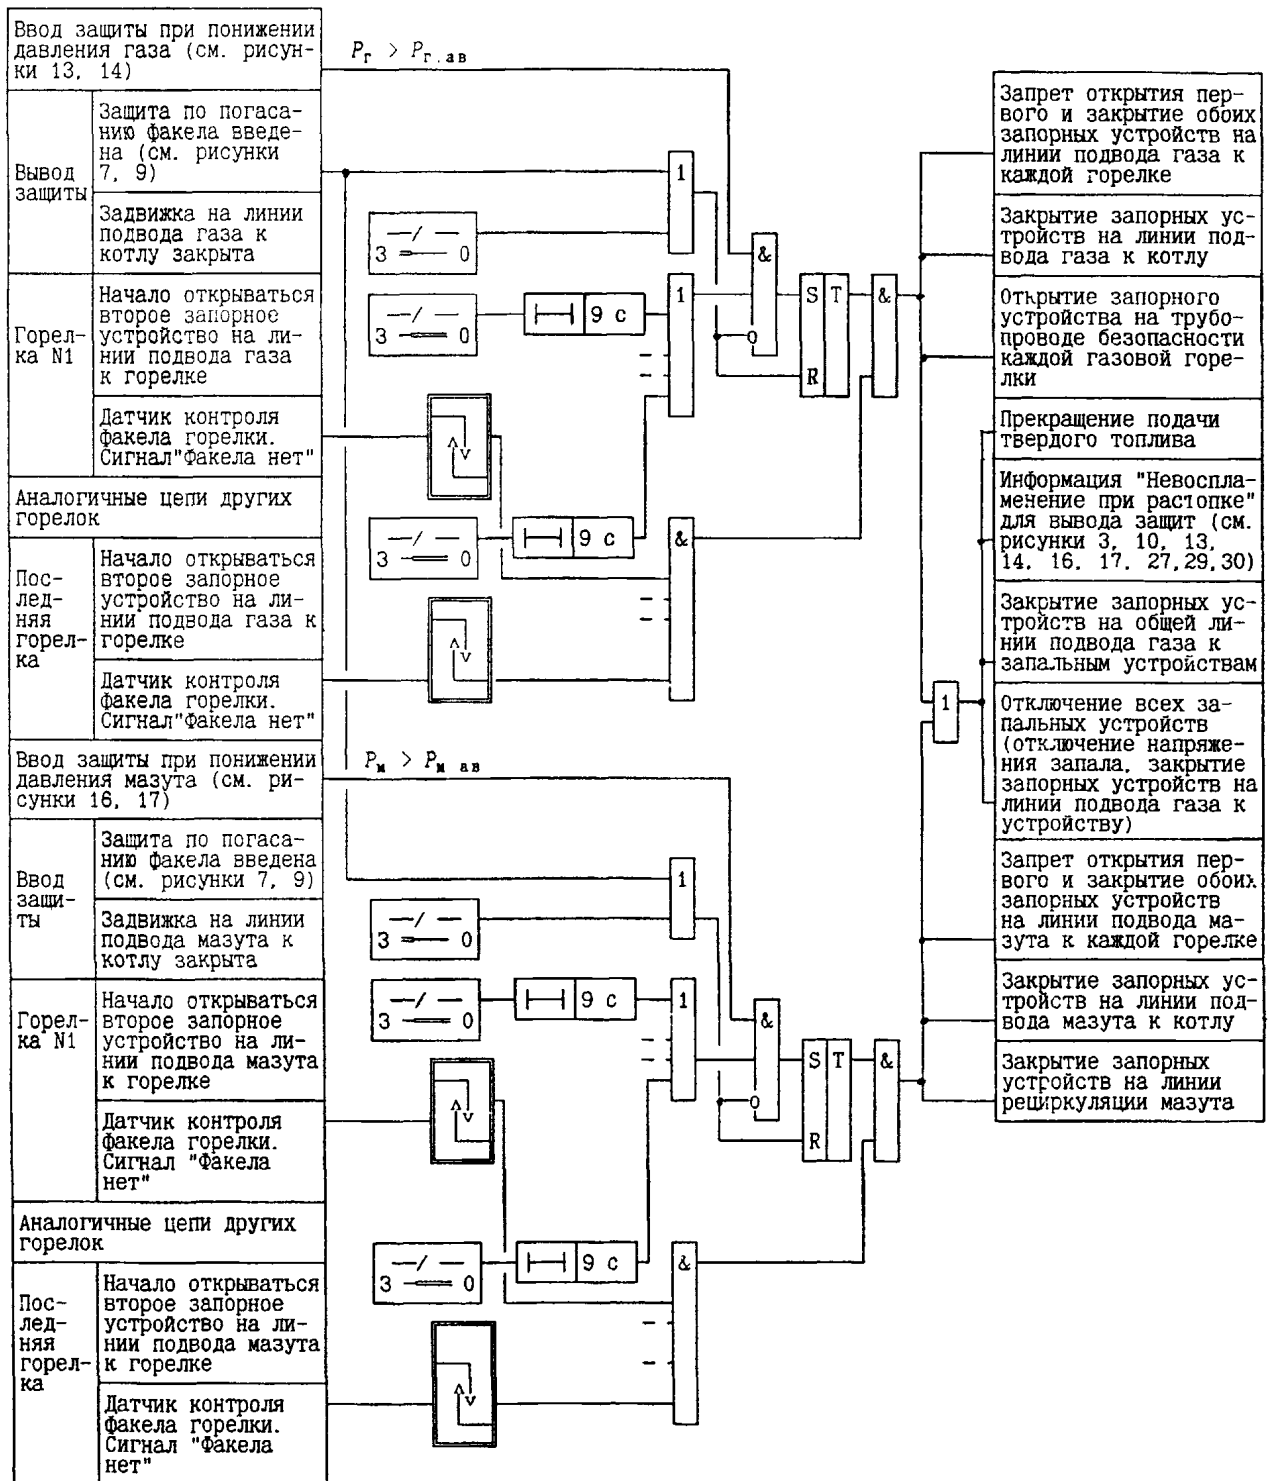 Ввод защиты при понижении
давления газа (см. рисун-
ки 13, 14)
Pг > Pг.ав
Вывод
защиты
Защита по погаса-
нию факела введе-
на (см. рисунки
7, 9)
Задвижка на линии
подвода газа к
котлу закрыта
Горел-
ка N1
Начало открываться
второе запорное
устройство на ли-
нии подвода газа
к горелке
Датчик контроля
факела горелки.
Сигнал"Факела нет"
Аналогичные цепи других
горелок
Пос-
лед-
няя
горел-
ка
Начало открываться
второе запорное
устройство на ли-
нии подвода газа к
горелке
Датчик контроля
факела горелки.
Сигнал"Факела нет"
Ввод защиты при понижении
давления мазута (см. ри-
сунки 16, 17)
Pм > Pм ав
Ввод
защи-
ты
Защита по погаса-
нию факела введена
(см. рисунки 7, 9)
Задвижка на линии
подвода мазута к
котлу закрыта
Горел-
ка N1
Начало открываться
второе запорное
устройство на ли-
нии подвода мазута
к горелке
Датчик контроля
факела горелки.
Сигнал "Факела
нет"
Аналогичные цепи других
горелок
Пос-
лед-
няя
горел-
ка
Начало открываться
второе запорное
устройство на ли-
нии подвода мазута
к горелке
Датчик контроля
факела горелки.
Сигнал "Факела
нет"
1
З О
З О
9 с
1
&
S T
R
&
З О
9 с
&
1
1
З О
З О
9 с
1
&
S T
R
&
З О
9 с
&
Запрет открытия пер-
вого и закрытие обоих
запорных устройств на
линии подвода газа к
каждой горелке
Закрытие запорных ус-
тройств на линии под-
вода газа к котлу
Открытие запорного
устройства на трубо-
проводе безопасности
каждой газовой горе-
лки
Прекращение подачи
твердого топлива
Информация "Невоспла-
менение при растопке"
для вывода защит (см.
рисунки 3, 10, 13,
14, 16, 17, 27,29,30)
Закрытие запорных ус-
тройств на общей ли-
нии подвода газа к
запальным устройствам
Отключение всех за-
пальных устройств
(отключение напряже-
ния запала, закрытие
запорных устройств на
линии подвода газа к
устройству)
Запрет открытия пер-
вого и закрытие обоих
запорных устройств
на линии подвода ма-
зута к каждой горелке
Закрытие запорных ус-
тройств на линии под-
вода мазута к котлу
Закрытие запорных
устройств на линии
рециркуляции мазута